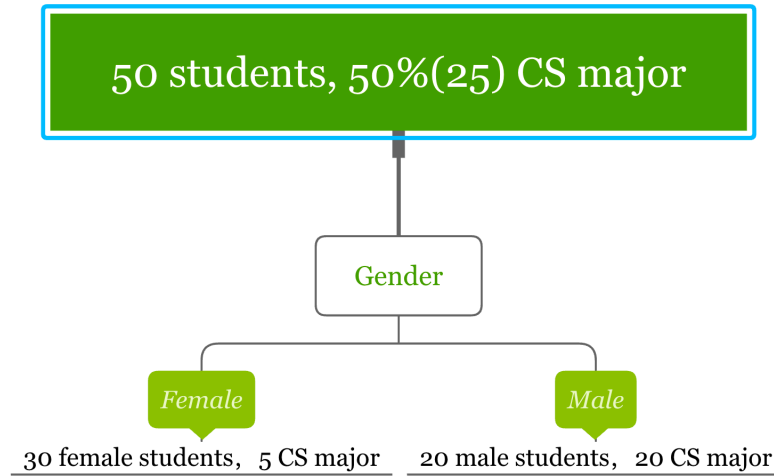 50 students, 50%(25) CS major
Gender
Female
Male
30 female students,  5 CS major
20 male students,  20 CS major